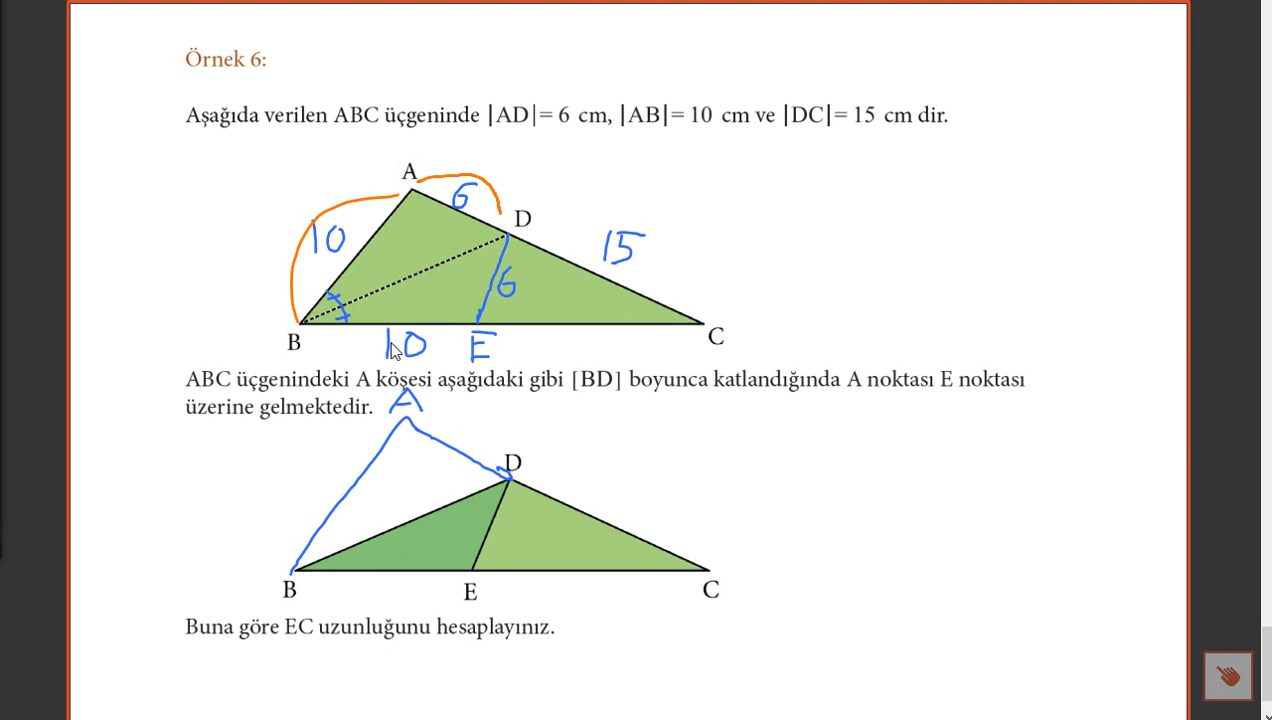 Örnek 6:
Aşağıda verilen ABC üçgeninde |AD|= 6 cm, |AB|= 10 cm ve |DC|= 15 cm dir.
A
6
D
10
15
6
B
10
E
C
ABC üçgenindeki A köşesi aşağıdaki gibi [BD] boyunca katlandığında A noktası E noktası
üzerine gelmektedir.
A
D
B
E
C
Buna göre EC uzunluğunu hesaplayınız.